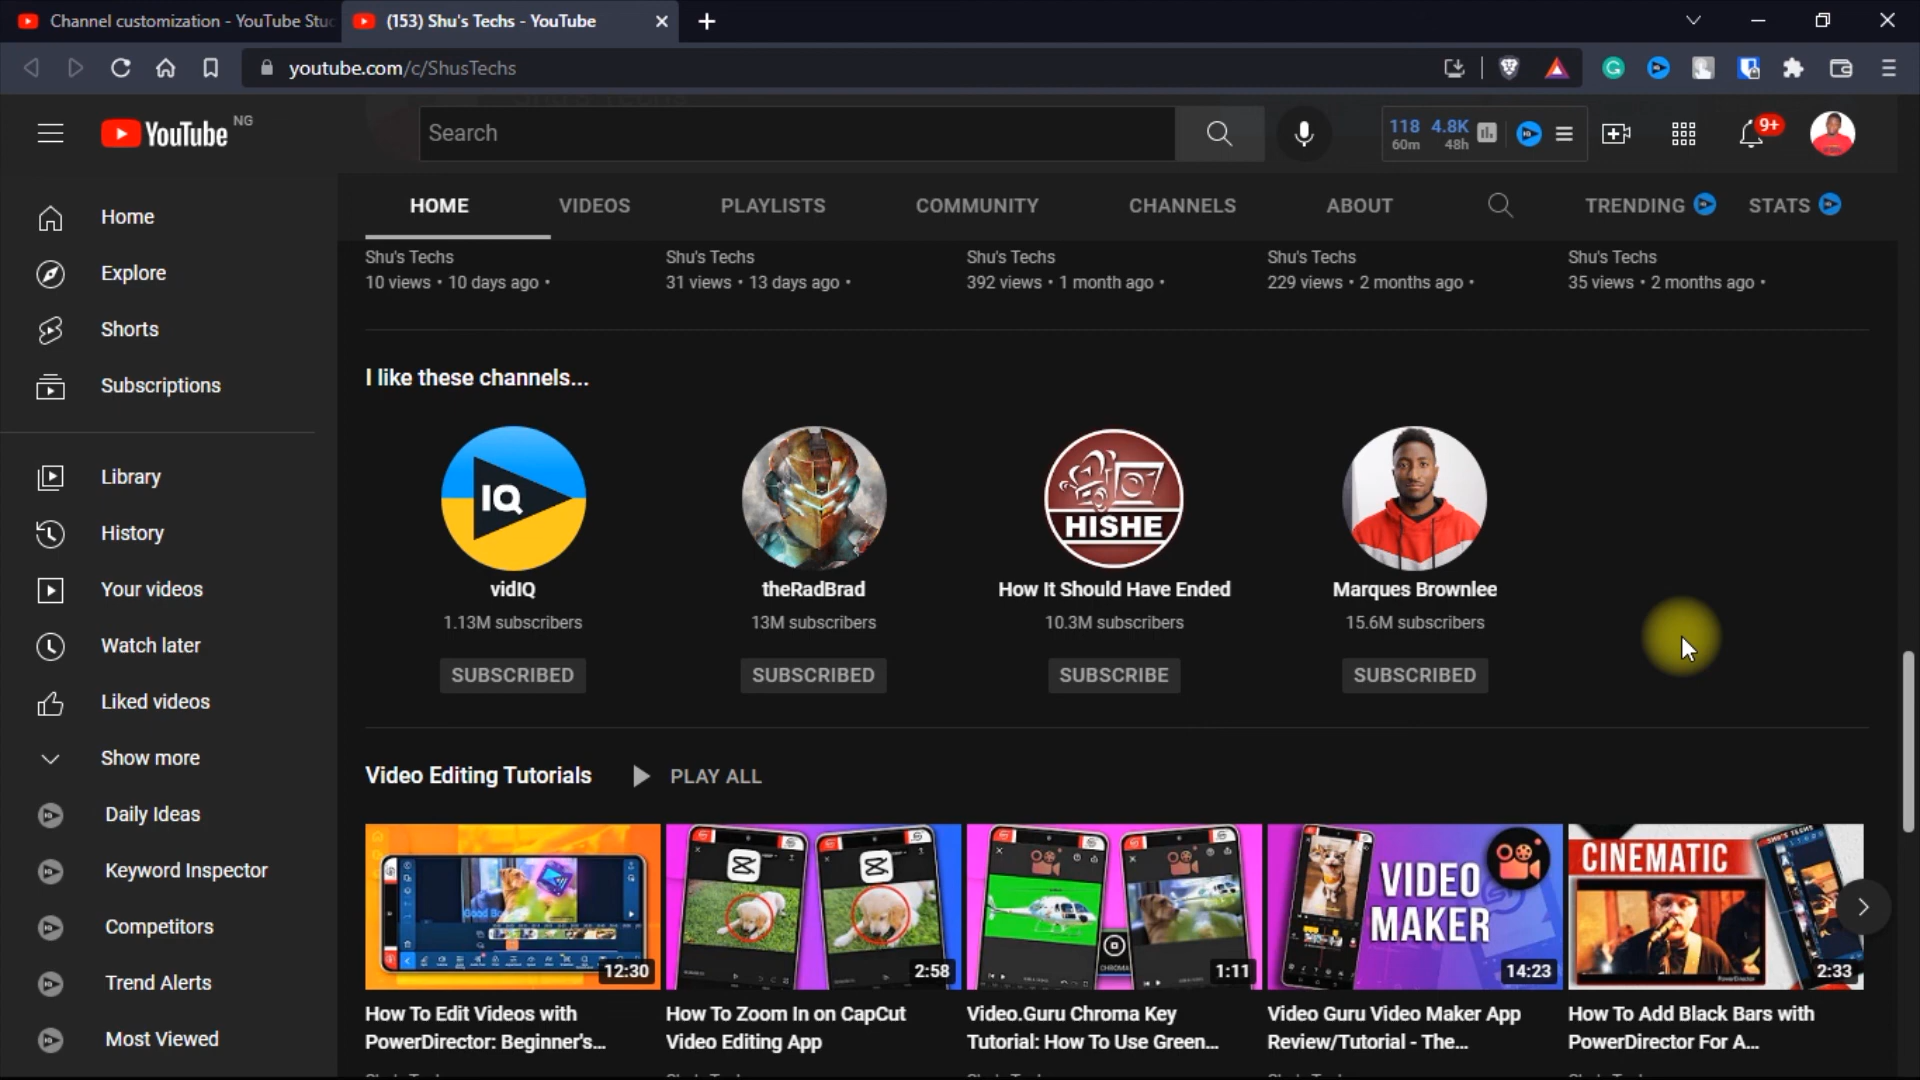 Channel customization - YouTube Stud
(153) Shu's Techs - YouTube
youtube.com/c/ShusTechs
YouTube NG
Search
118 4.8K
60m 48h
9+
HOME VIDEOS PLAYLISTS COMMUNITY CHANNELS ABOUT TRENDING STATS
Home
Explore
Shorts
Subscriptions
Library
History
Your videos
Watch later
Liked videos
Show more
Daily Ideas
Keyword Inspector
Competitors
Trend Alerts
Most Viewed
Shu's Techs Shu's Techs Shu's Techs Shu's Techs Shu's Techs
10 views • 10 days ago • 31 views • 13 days ago • 392 views • 1 month ago • 229 views • 2 months ago • 35 views • 2 months ago •
I like these channels...
IQ
HISHE
vidIQ theRadBrad How It Should Have Ended Marques Brownlee
1.13M subscribers 13M subscribers 10.3M subscribers 15.6M subscribers
SUBSCRIBED SUBSCRIBED SUBSCRIBE SUBSCRIBED
Video Editing Tutorials PLAY ALL
12:30
2:58
CHROMA
1:11
VIDEO
MAKER
14:23
CINEMATIC
PowerDirector
2:33
How To Edit Videos with
PowerDirector: Beginner's...
How To Zoom In on CapCut
Video Editing App
Video.Guru Chroma Key
Tutorial: How To Use Green...
Video Guru Video Maker App
Review/Tutorial - The...
How To Add Black Bars with
PowerDirector For A...